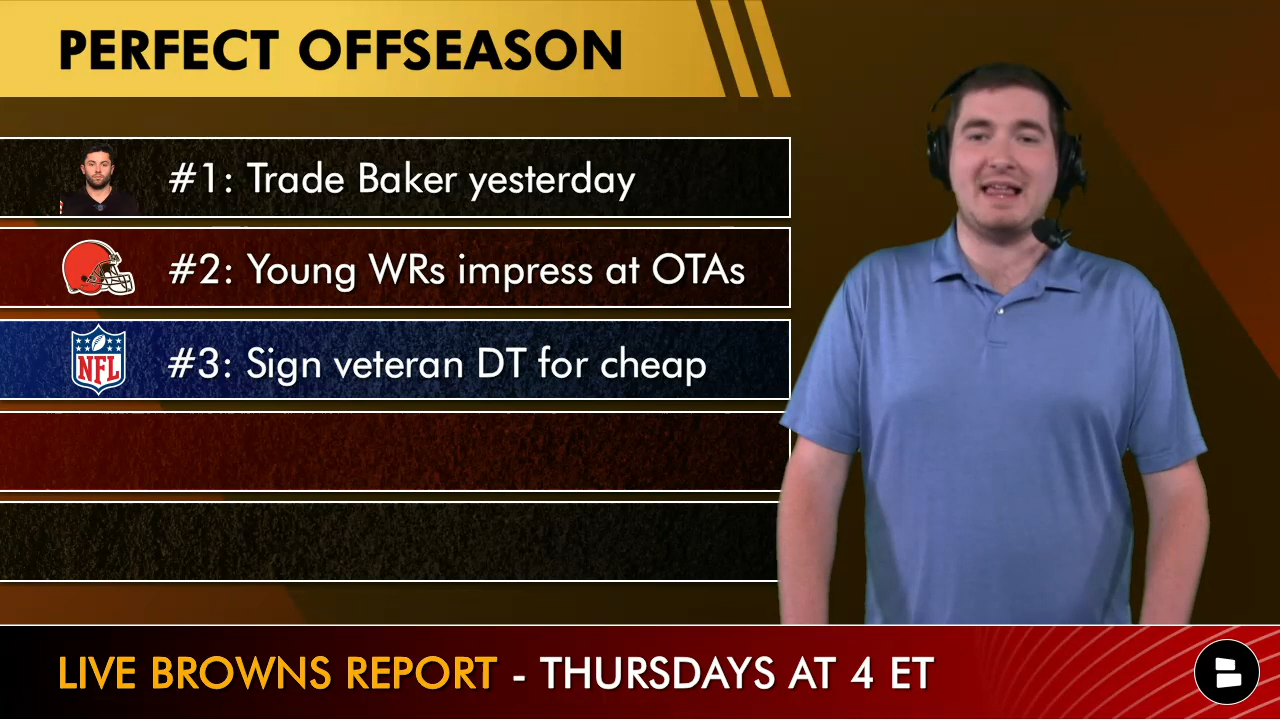 PERFECT OFFSEASON
#1: Trade Baker yesterday
#2: Young WRs impress at OTAs
NFL
#3: Sign veteran DT for cheap
LIVE BROWNS REPORT - THURSDAYS AT 4 ET